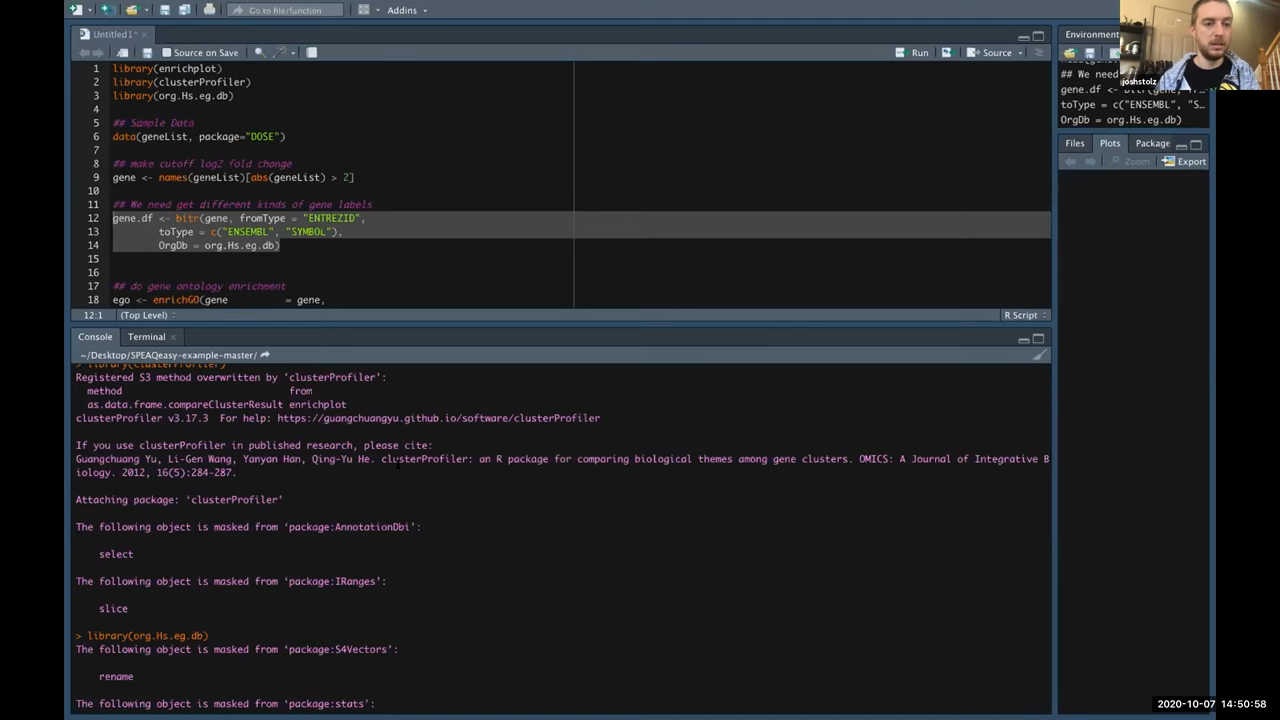 Go to file/function
Addins
Untitled1*
Source on Save
Run
Source
1 library(enrichplot)
2 library(clusterProfiler)
3 library(org.Hs.eg.db)
4
5 ## Sample Data
6 data(geneList, package="DOSE")
7
8 ## make cutoff log2 fold change
9 gene <- names(geneList)[abs(geneList) > 2]
10
11 ## We need get different kinds of gene labels
12 gene.df <- bitr(gene, fromType = "ENTREZID",
13 toType = c("ENSEMBL", "SYMBOL"),
14 OrgDb = org.Hs.eg.db)
15
16
17 ## do gene ontology enrichment
18 ego <- enrichGO(gene = gene,
12:1 (Top Level) R Script
Console Terminal
~/Desktop/SPEAQeasy-example-master/
> library(clusterProfiler)
Registered S3 method overwritten by 'clusterProfiler':
method from
as.data.frame.compareClusterResult enrichplot
clusterProfiler v3.17.3 For help: https://guangchuangyu.github.io/software/clusterProfiler
If you use clusterProfiler in published research, please cite:
Guangchuang Yu, Li-Gen Wang, Yanyan Han, Qing-Yu He. clusterProfiler: an R package for comparing biological themes among gene clusters. OMICS: A Journal of Integrative B
iology. 2012, 16(5):284-287.
Attaching package: ‘clusterProfiler’
The following object is masked from ‘package:AnnotationDbi’:
select
The following object is masked from ‘package:IRanges’:
slice
> library(org.Hs.eg.db)
The following object is masked from ‘package:S4Vectors’:
rename
The following object is masked from ‘package:stats’:
Environment
## We need
gene.df <- bitr(gene, fr…
toType = c("ENSEMBL", "S…
OrgDb = org.Hs.eg.db)
Files Plots Package
Zoom Export
joshstolz
2020-10-07 14:50:58